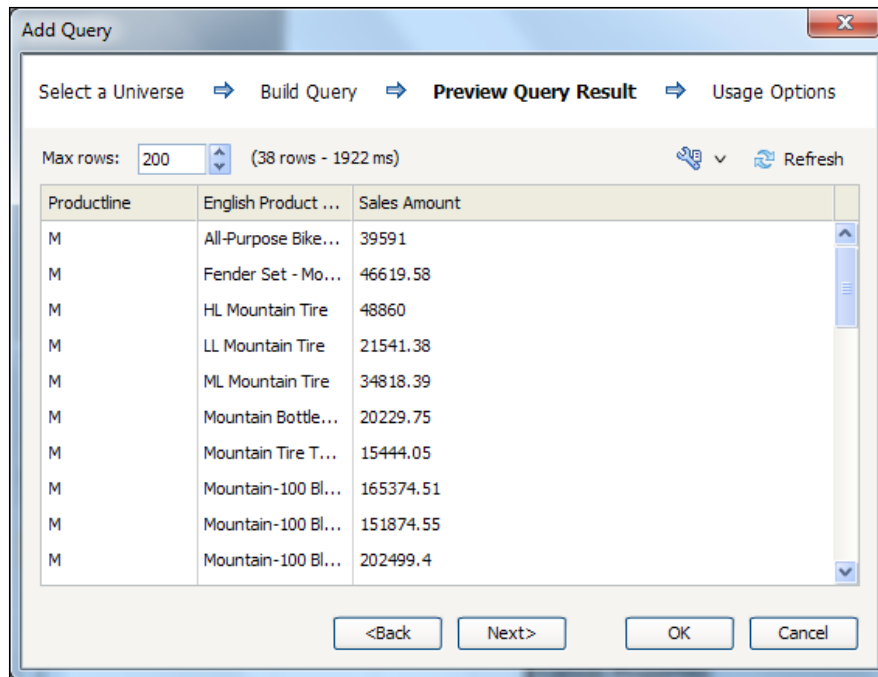 Add Query
Select a Universe Build Query Preview Query Result Usage Options
Max rows: 200 (38 rows - 1922 ms) Refresh
Productline English Product ... Sales Amount
M All-Purpose Bike... 39591
M Fender Set - Mo... 46619.58
M HL Mountain Tire 48860
M LL Mountain Tire 21541.38
M ML Mountain Tire 34818.39
M Mountain Bottle... 20229.75
M Mountain Tire T... 15444.05
M Mountain-100 Bl... 165374.51
M Mountain-100 Bl... 151874.55
M Mountain-100 Bl... 202499.4
<Back Next> OK Cancel